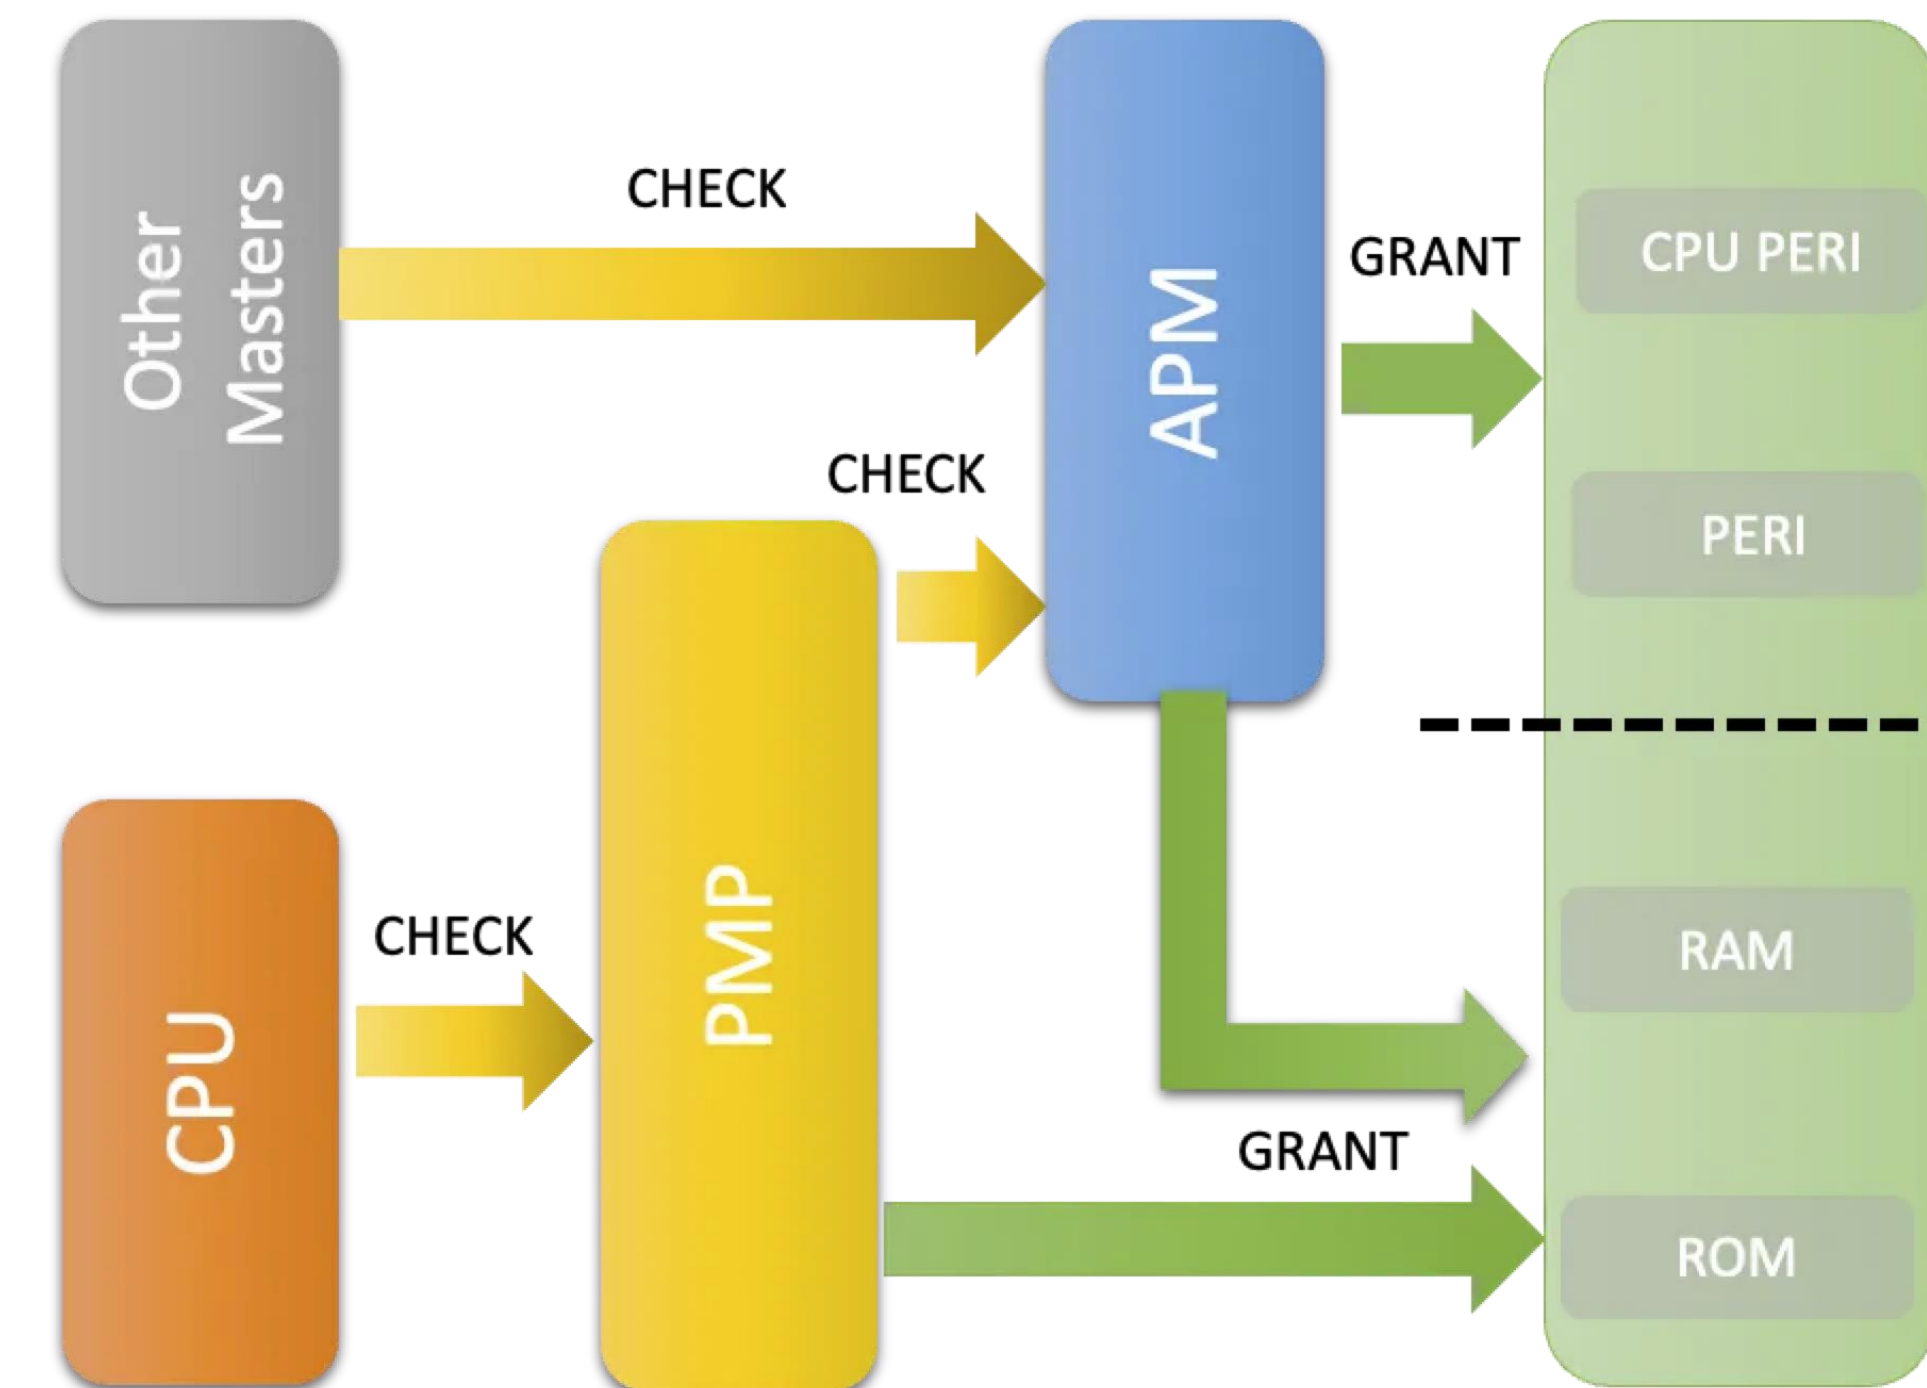 Other
Masters
CHECK
APM
GRANT
CPU PERI
CHECK
PERI
CPU
CHECK
PMP
RAM
GRANT
ROM